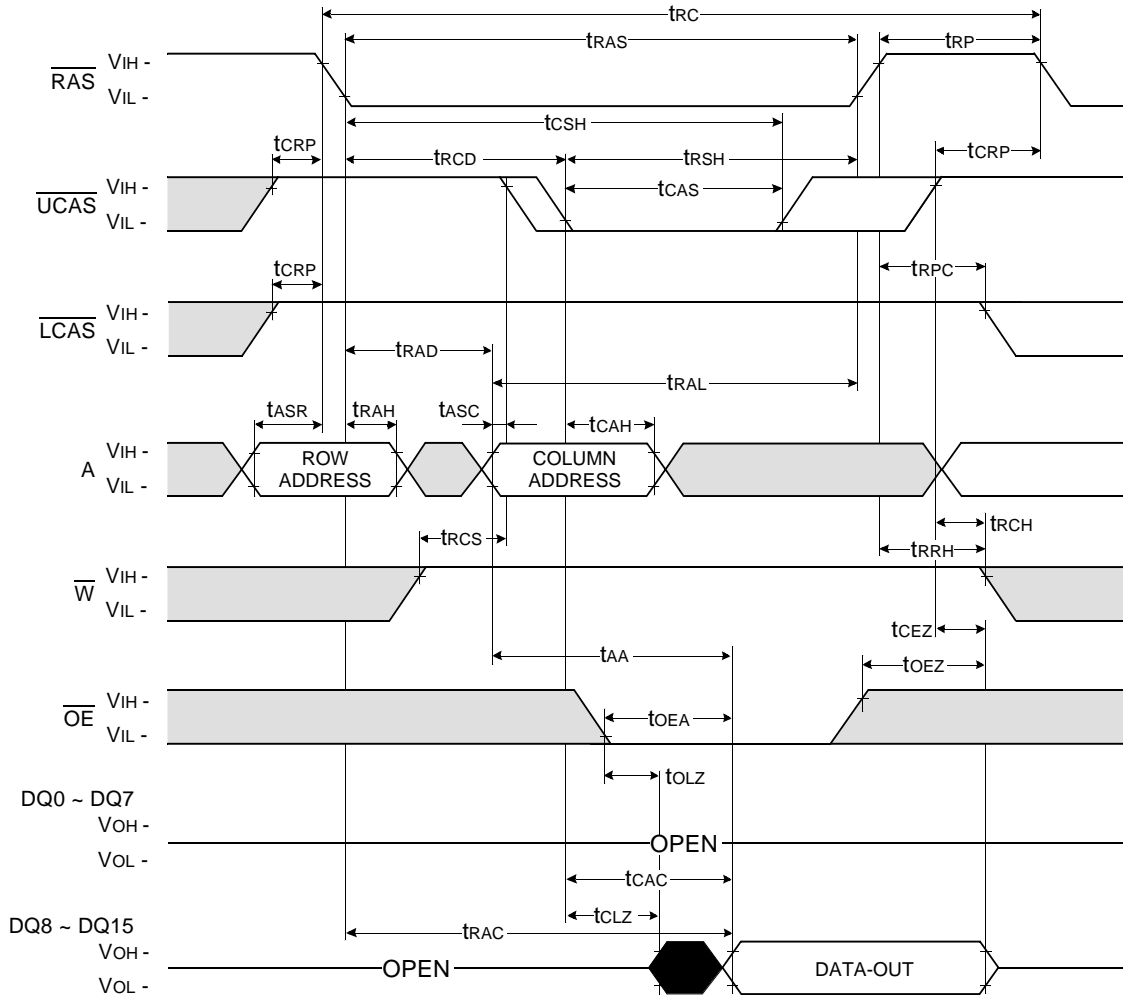 tRC
tRAS
tRP
RAS
VIH -
VIL -
tCSH
tCRP
tRCD
tRSH
tCRP
UCAS
VIH -
VIL -
tCAS
tCRP
tRPC
LCAS
VIH -
VIL -
tRAD
tRAL
tASR
tRAH
tASC
tCAH
A
VIH -
VIL -
ROW
ADDRESS
COLUMN
ADDRESS
tRCS
tRCH
tRRH
W
VIH -
VIL -
tCEZ
tAA
tOEZ
OE
VIH -
VIL -
tOEA
tOLZ
DQ0 ~ DQ7
VOH -
VOL -
OPEN
tCAC
tCLZ
DQ8 ~ DQ15
tRAC
VOH -
VOL -
OPEN
DATA-OUT